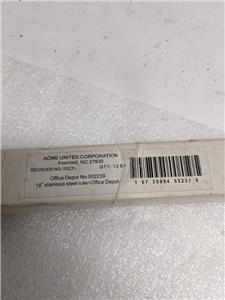 ACME UNITED CORPORATION
Fremont, NC 27830
REORDER NO. 55231
QTY: 12 EA
Office Depot No.502239
18" stainless steel ruler-Office Depot